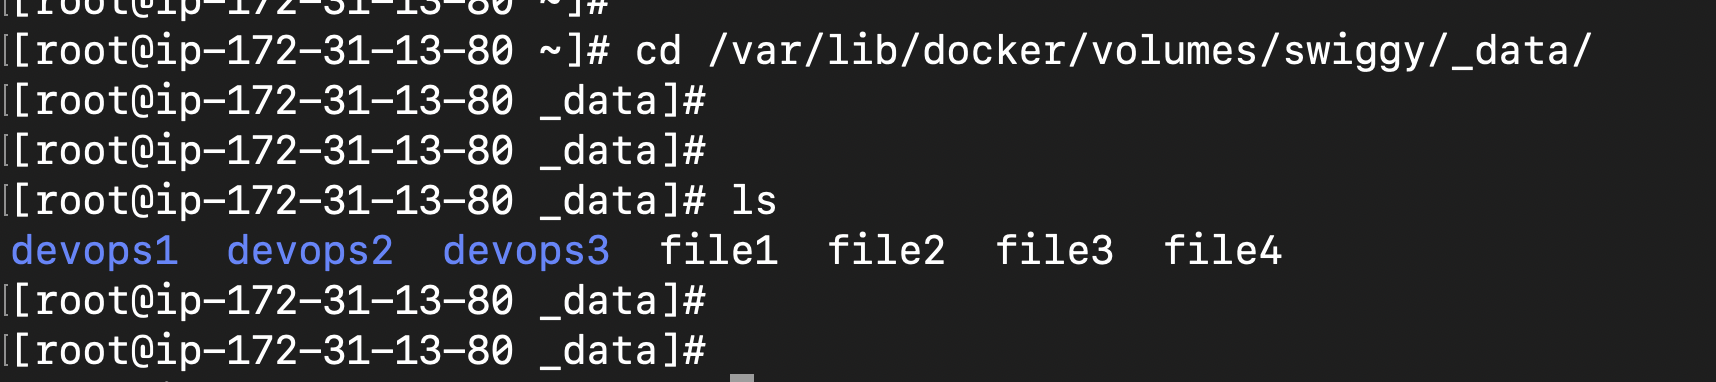 [root@ip-172-31-13-80 ~]#
[root@ip-172-31-13-80 ~]# cd /var/lib/docker/volumes/swiggy/_data/
[root@ip-172-31-13-80 _data]#
[root@ip-172-31-13-80 _data]#
[root@ip-172-31-13-80 _data]# ls
devops1  devops2  devops3  file1  file2  file3  file4
[root@ip-172-31-13-80 _data]#
[root@ip-172-31-13-80 _data]#